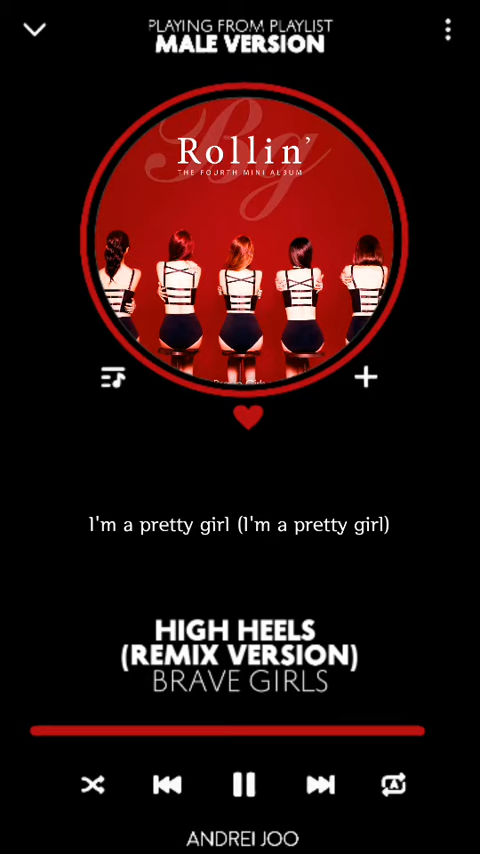 PLAYING FROM PLAYLIST
MALE VERSION
Bg
Rollin'
THE FOURTH MINI ALBUM
I'm a pretty girl (I'm a pretty girl)
HIGH HEELS
(REMIX VERSION)
BRAVE GIRLS
A
ANDREI JOO